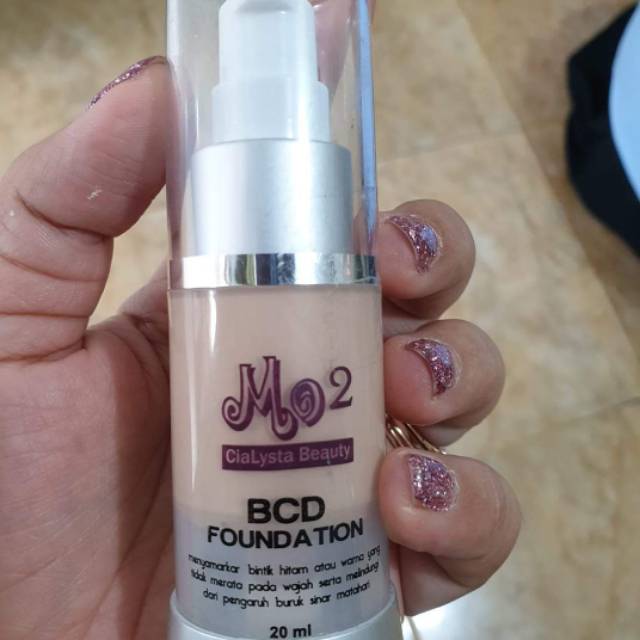 Mo2
CiaLysta Beauty
BCD
FOUNDATION
menyamarkar bintik hitam atau warna yang
tidak merata pada wajah serta melindungi
dari pengaruh buruk sinar matahari
20 ml